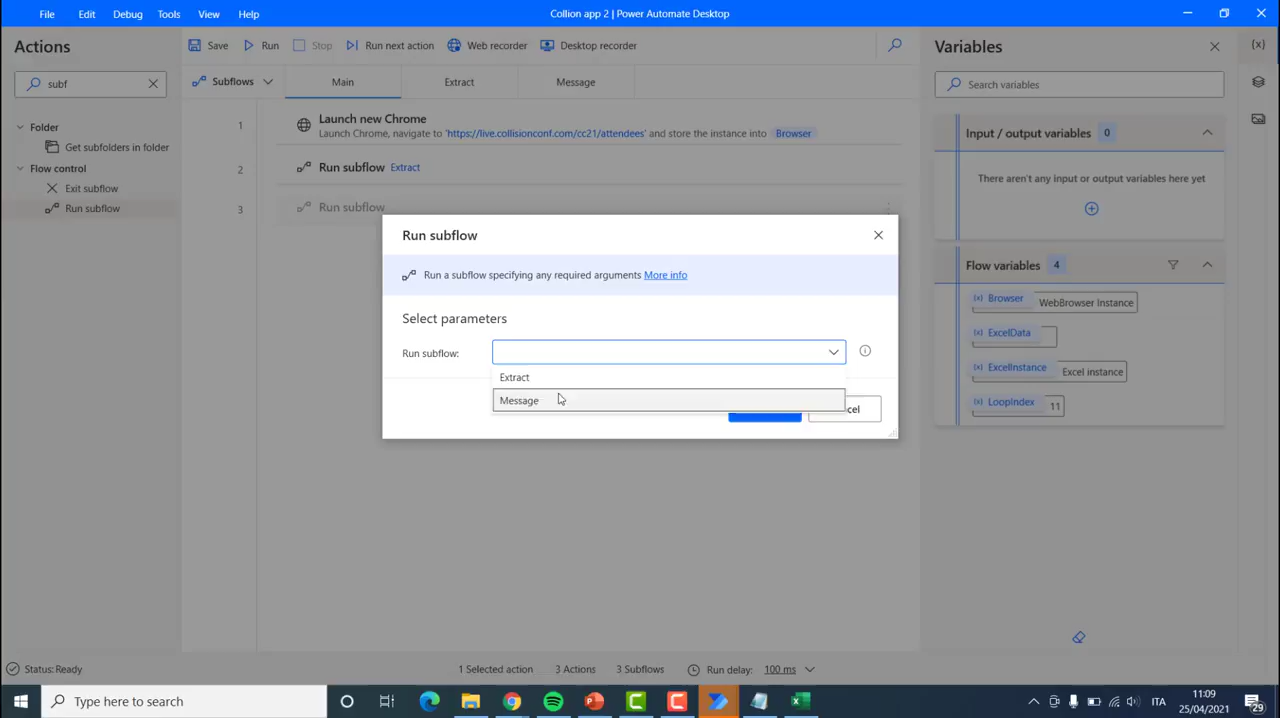 File Edit Debug Tools View Help
Collion app 2 | Power Automate Desktop
Actions
subf
Folder
Get subfolders in folder
Flow control
Exit subflow
Run subflow
Save Run Stop Run next action Web recorder Desktop recorder
Subflows Main Extract Message
1
Launch new Chrome
Launch Chrome, navigate to 'https://live.collisionconf.com/cc21/attendees' and store the instance into Browser
2
Run subflow Extract
3
Run subflow
Run subflow
Run a subflow specifying any required arguments More info
Select parameters
Run subflow:
Extract
Message
cel
Variables
Search variables
Input / output variables 0
There aren't any input or output variables here yet
Flow variables 4
(x) Browser WebBrowser Instance
(x) ExcelData
(x) ExcelInstance Excel instance
(x) LoopIndex 11
{x}
Status: Ready
1 Selected action 3 Actions 3 Subflows Run delay: 100 ms
Type here to search
ITA
11:09
25/04/2021
29